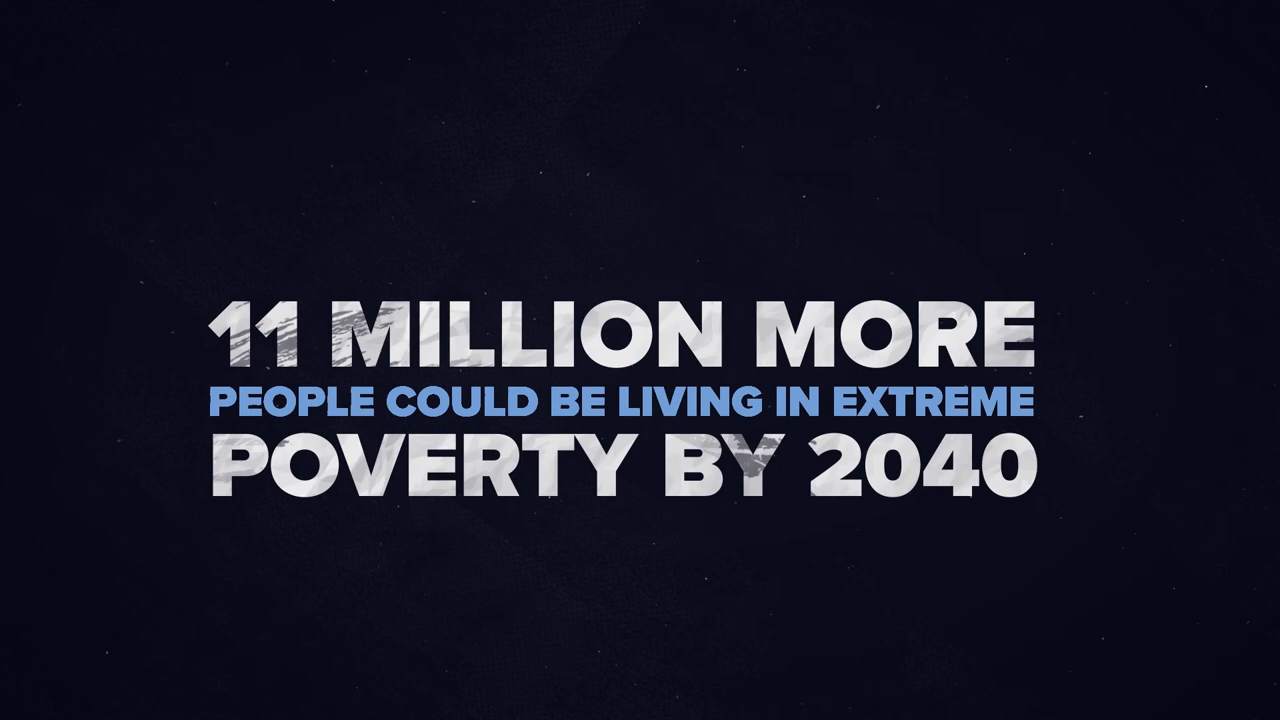 11 MILLION MORE
PEOPLE COULD BE LIVING IN EXTREME
POVERTY BY 2040